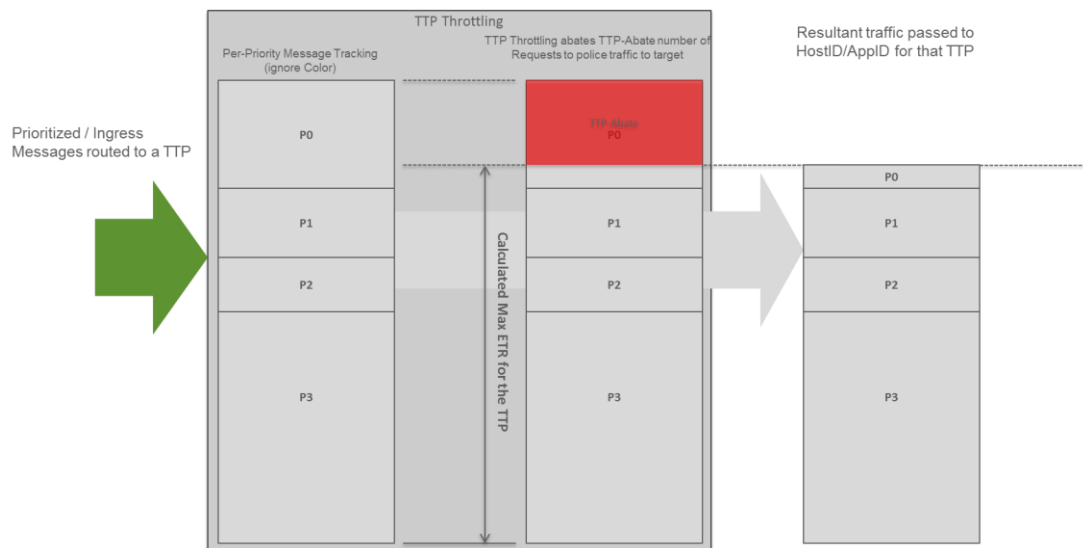 TTP Throttling
Per-Priority Message Tracking
(ignore Color)
TTP Throttling abates TTP-Abate number of
Requests to police traffic to target
Resultant traffic passed to
HostID/AppID for that TTP
Prioritized / Ingress
Messages routed to a TTP
P0
P1
P2
P3
Calculated Max ETR for the TTP
TTP-Abate
P0
P1
P2
P3
P0
P1
P2
P3